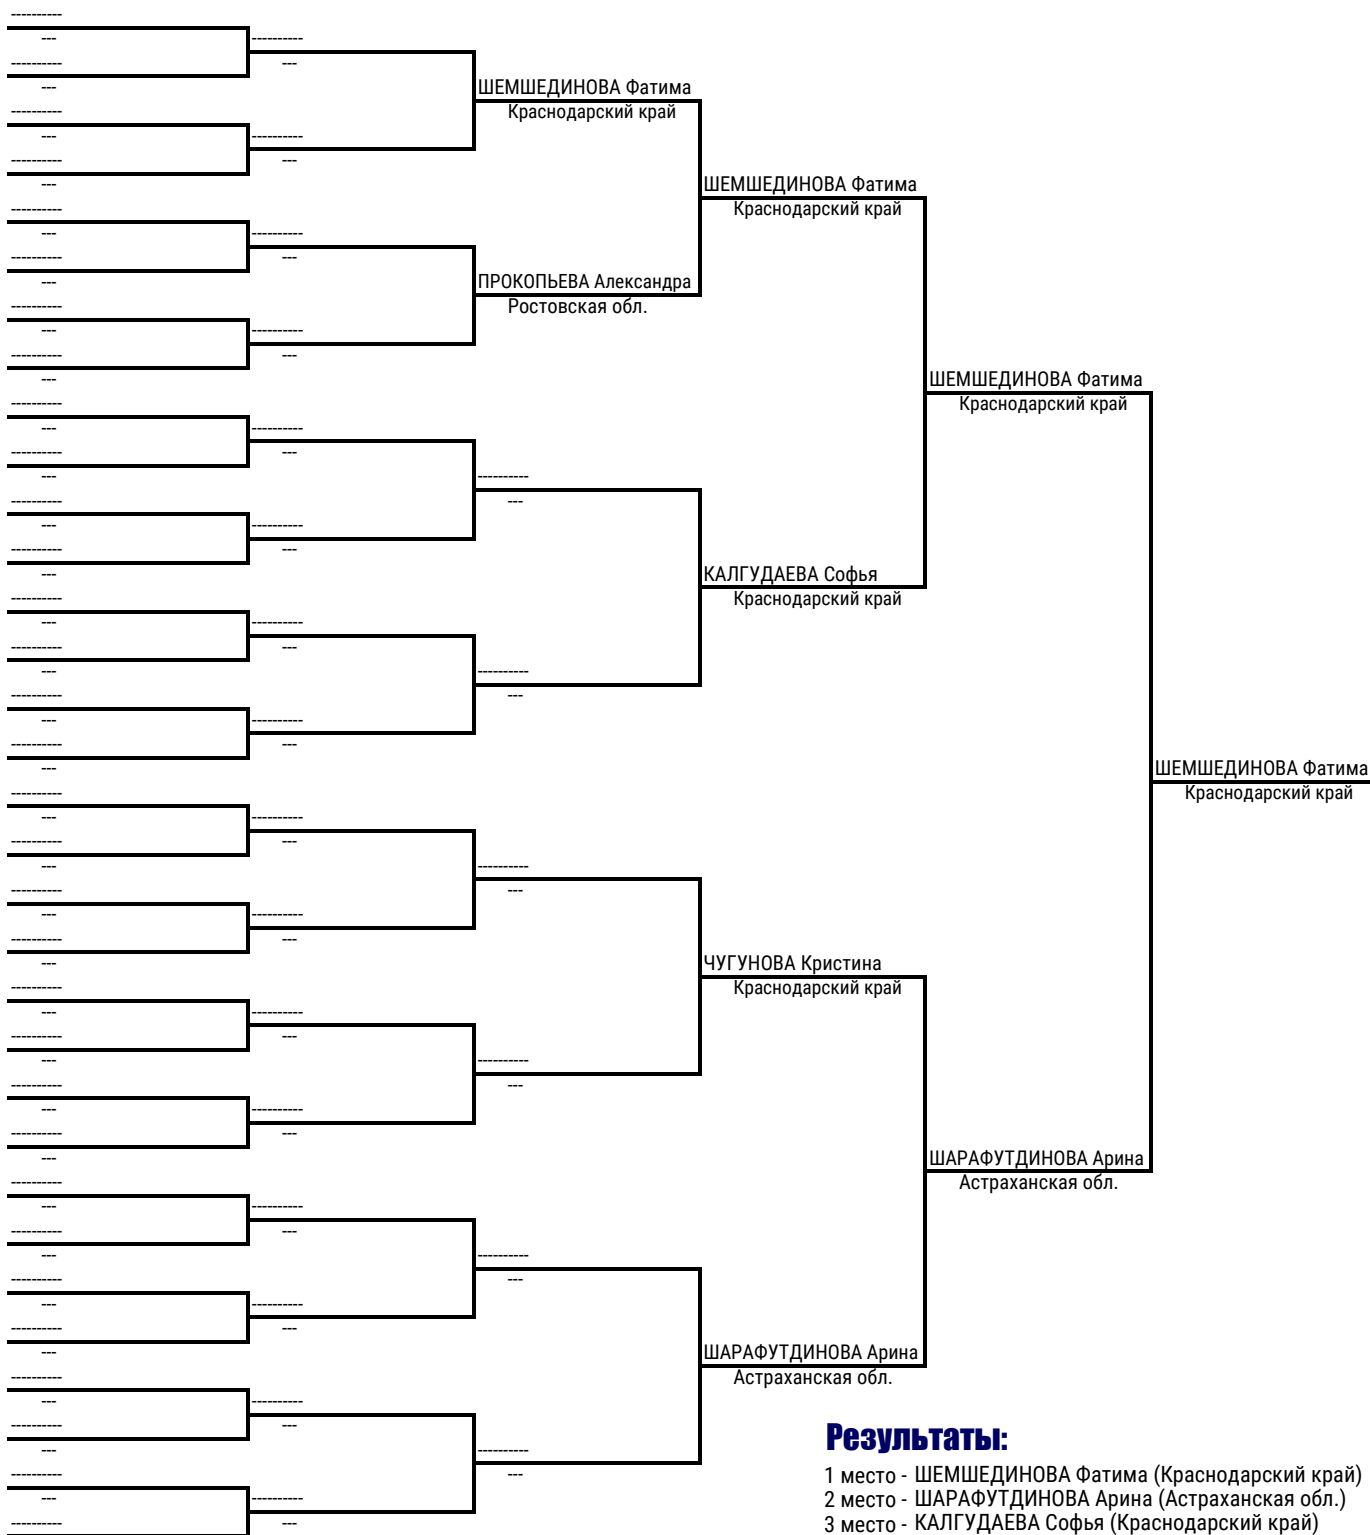 ШЕМШЕДИНОВА Фатима
Краснодарский край
ШЕМШЕДИНОВА Фатима
Краснодарский край
ПРОКОПЬЕВА Александра
Ростовская обл.
ШЕМШЕДИНОВА Фатима
Краснодарский край
КАЛГУДАЕВА Софья
Краснодарский край
ШЕМШЕДИНОВА Фатима
Краснодарский край
ЧУГУНОВА Кристина
Краснодарский край
ШАРАФУТДИНОВА Арина
Астраханская обл.
ШАРАФУТДИНОВА Арина
Астраханская обл.
Результаты:
1 место - ШЕМШЕДИНОВА Фатима (Краснодарский край)
2 место - ШАРАФУТДИНОВА Арина (Астраханская обл.)
3 место - КАЛГУДАЕВА Софья (Краснодарский край)